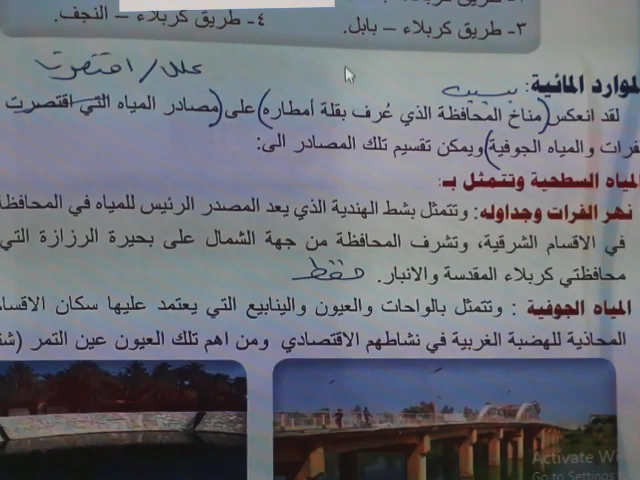 ٣- طريق كربلاء – بابل.
٤- طريق كربلاء – النجف.
علل/ اقتصرت
الموارد المائية: بسبب
لقد انعكس (مناخ المحافظة الذي عُرف بقلة أمطاره) على (مصادر المياه التي اقتصرت
فرات والمياه الجوفية) ويمكن تقسيم تلك المصادر الى:
المياه السطحية وتتمثل بـ:
نهر الفرات وجداوله: وتتمثل بشط الهندية الذي يعد المصدر الرئيس للمياه في المحافظة
في الاقسام الشرقية، وتشرف المحافظة من جهة الشمال على بحيرة الرزازة التي
محافظتي كربلاء المقدسة والانبار. فقط
المياه الجوفية : وتتمثل بالواحات والعيون والينابيع التي يعتمد عليها سكان الاقسا
المحاذية للهضبة الغربية في نشاطهم الاقتصادي ومن اهم تلك العيون عين التمر (شث
Activate W
Go to Settings